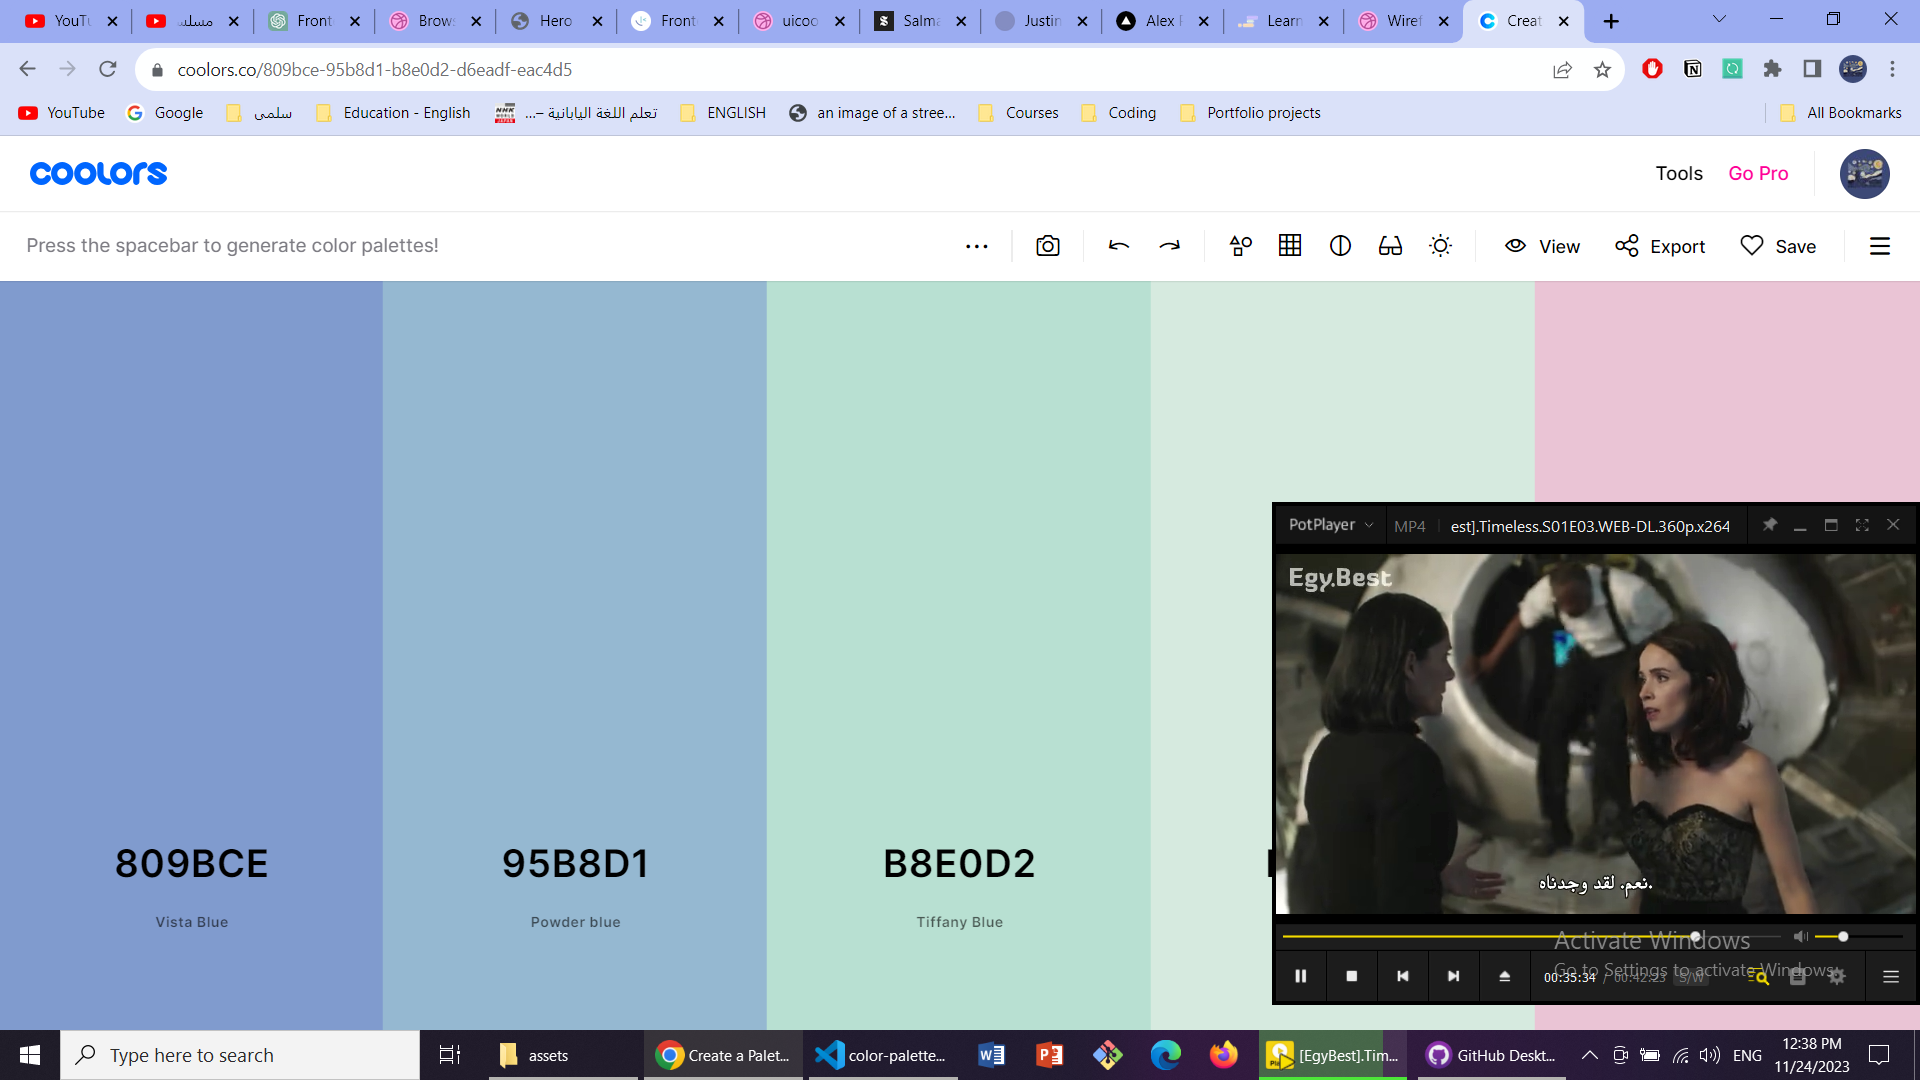 YouTu
مسلسل
Front
Brows
Hero
Front
uicoo
Salma
Justin
Alex F
Learn
Wiref
Creat
coolors.co/809bce-95b8d1-b8e0d2-d6eadf-eac4d5
YouTube
Google
سلمى
Education - English
تعلم اللغة اليابانية –...
ENGLISH
an image of a stree...
Courses
Coding
Portfolio projects
All Bookmarks
coolors
Tools
Go Pro
Press the spacebar to generate color palettes!
View
Export
Save
PotPlayer
MP4
est].Timeless.S01E03.WEB-DL.360p.x264
Egy.Best
نعم. لقد وجدناه.
809BCE
95B8D1
B8E0D2
Vista Blue
Powder blue
Tiffany Blue
Activate Windows
Go to Settings to activate Windows.
00:35:34 / 00:42:23 S/W
Type here to search
assets
Create a Palet...
color-palette...
[EgyBest].Tim...
GitHub Deskt...
ENG
12:38 PM
11/24/2023